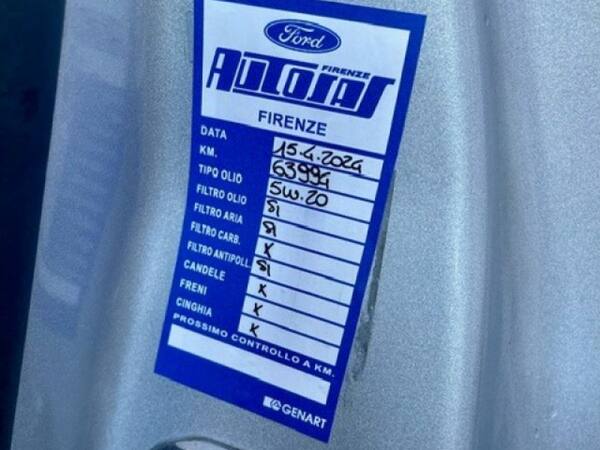 Ford
FIRENZE
AUTOSAS
FIRENZE
DATA 15.4.2024
KM. 63994
TIPO OLIO 5W.20
FILTRO OLIO SI
FILTRO ARIA SI
FILTRO CARB. X
FILTRO ANTIPOLL. SI
CANDELE X
FRENI X
CINGHIA X
PROSSIMO CONTROLLO A KM.
GENART